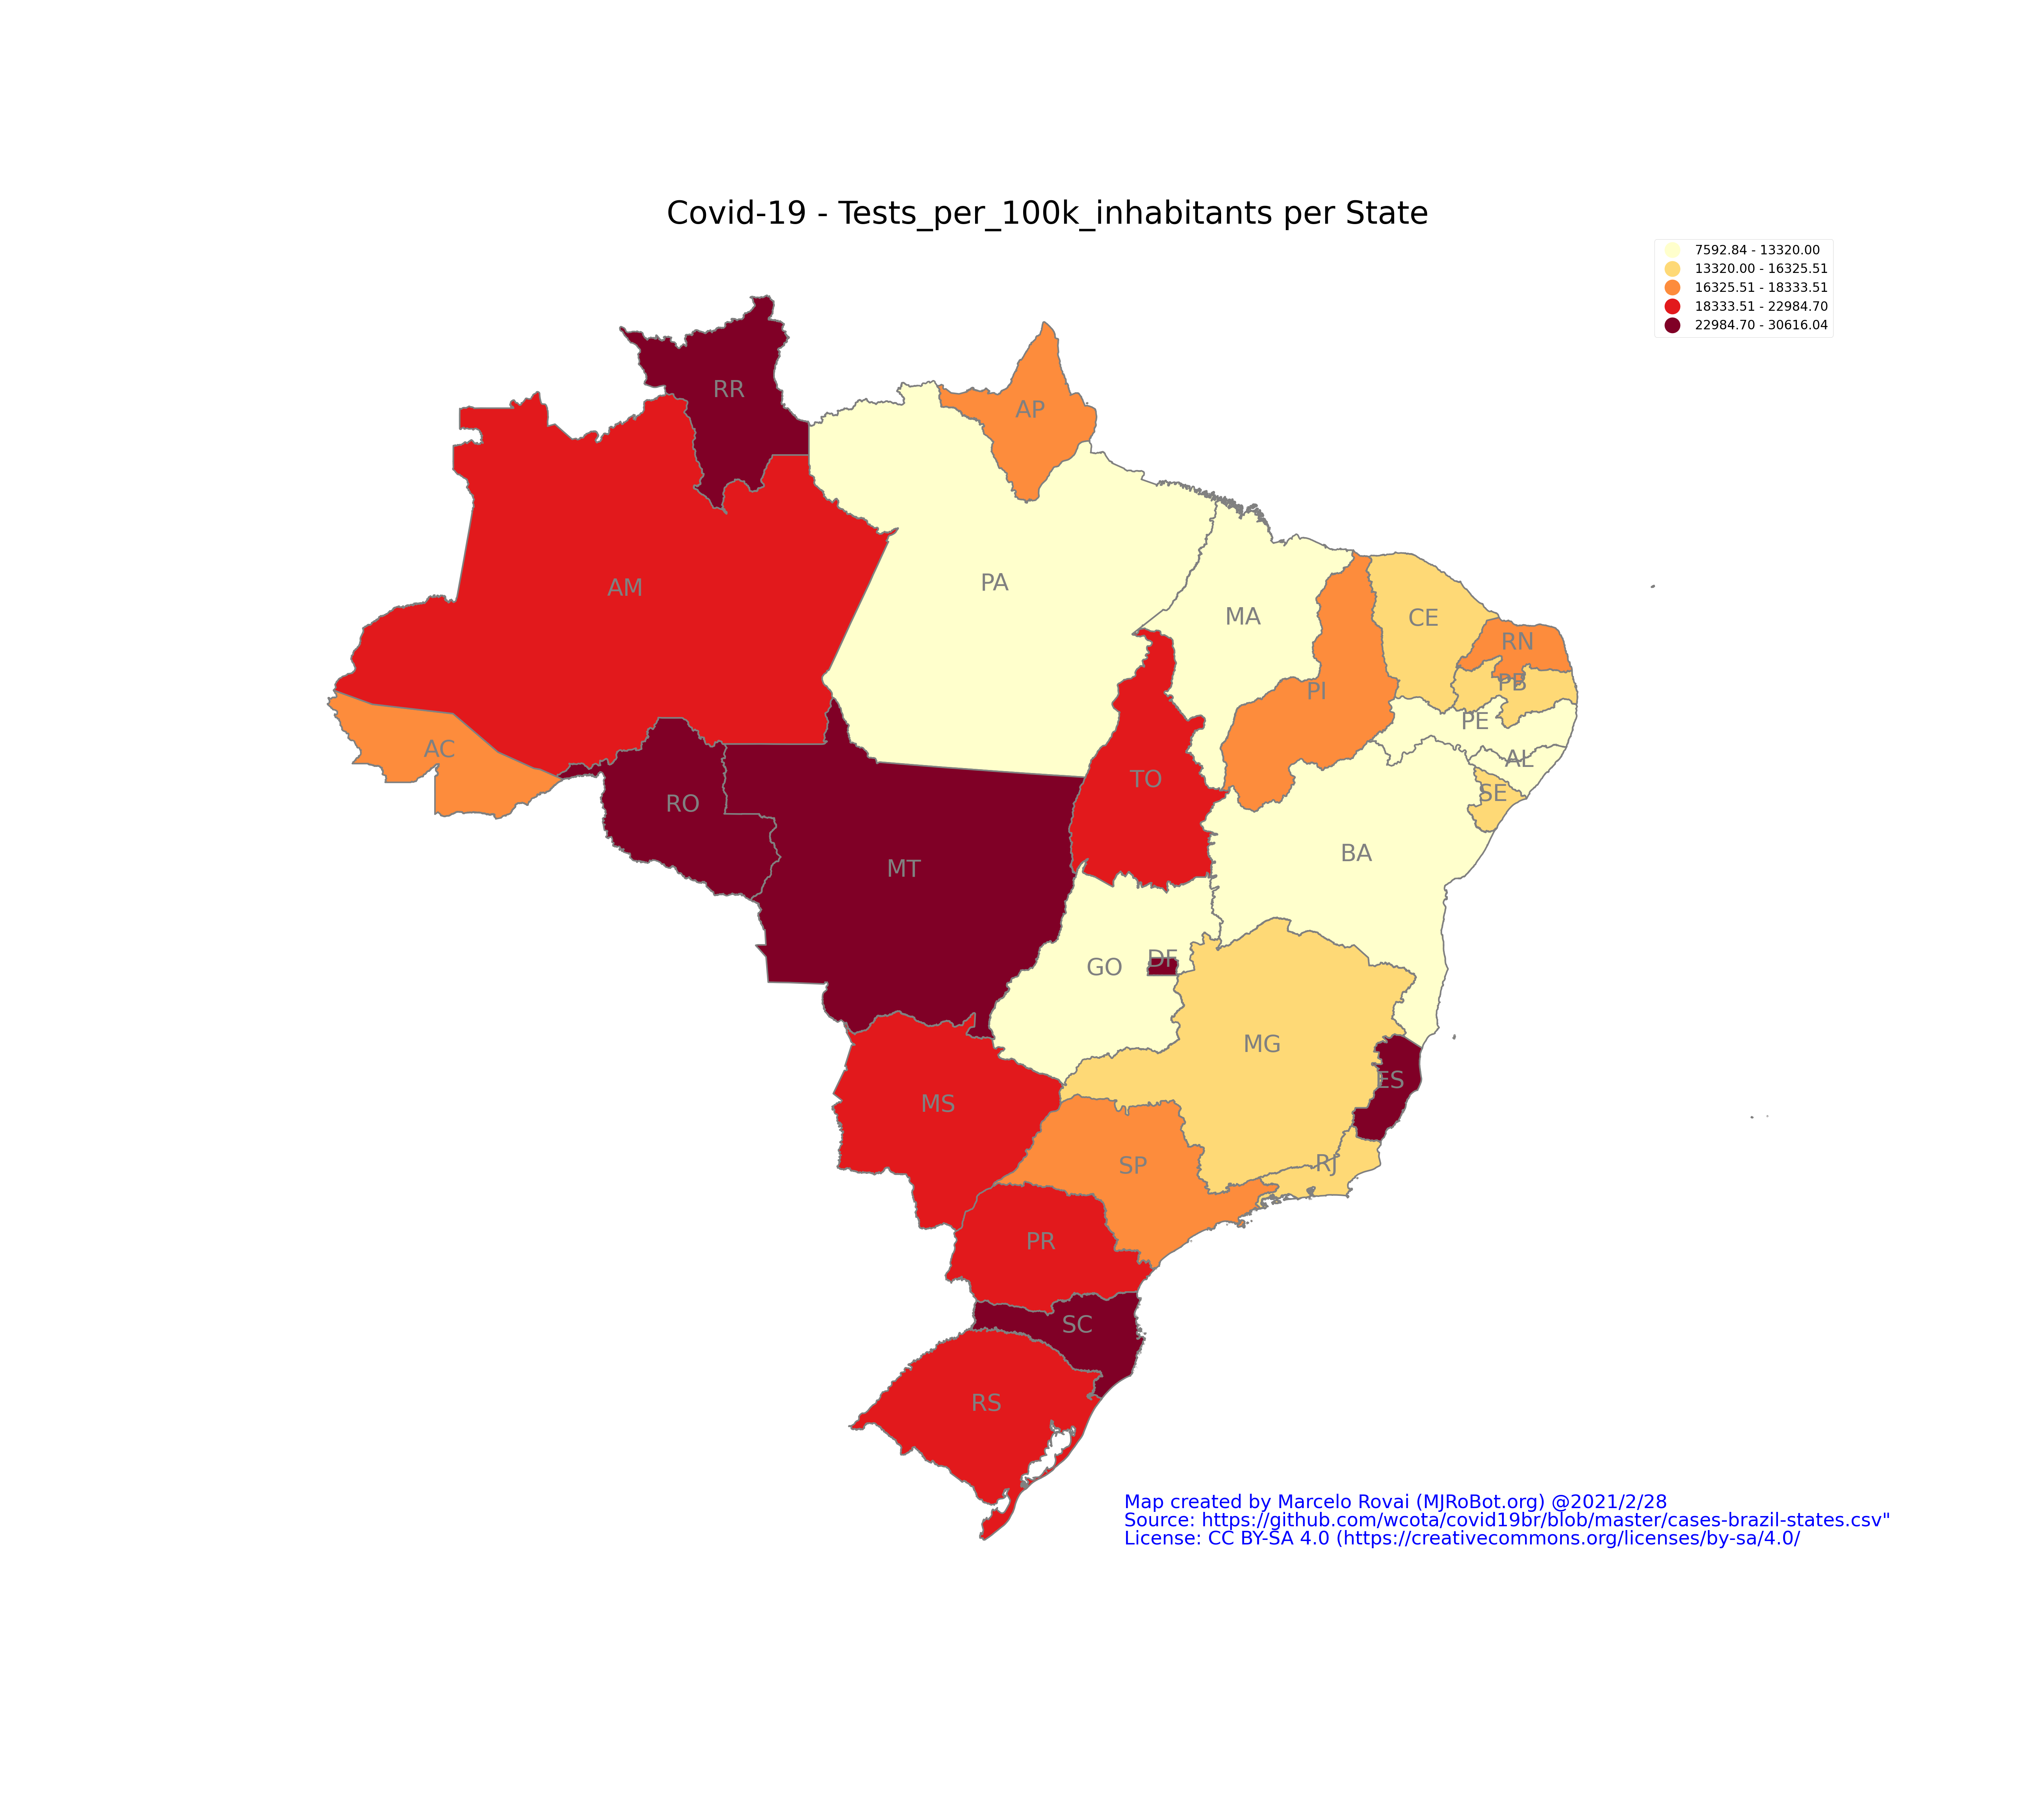 Covid-19 - Tests_per_100k_inhabitants per State
7592.84 - 13320.00
13320.00 - 16325.51
16325.51 - 18333.51
18333.51 - 22984.70
22984.70 - 30616.04
RR
AP
AM
PA
MA
CE
RN
PB
PI
PE
AC
AL
TO
SE
RO
BA
MT
DF
GO
MG
ES
MS
RJ
SP
PR
SC
RS
Map created by Marcelo Rovai (MJRoBot.org) @2021/2/28
Source: https://github.com/wcota/covid19br/blob/master/cases-brazil-states.csv"
License: CC BY-SA 4.0 (https://creativecommons.org/licenses/by-sa/4.0/